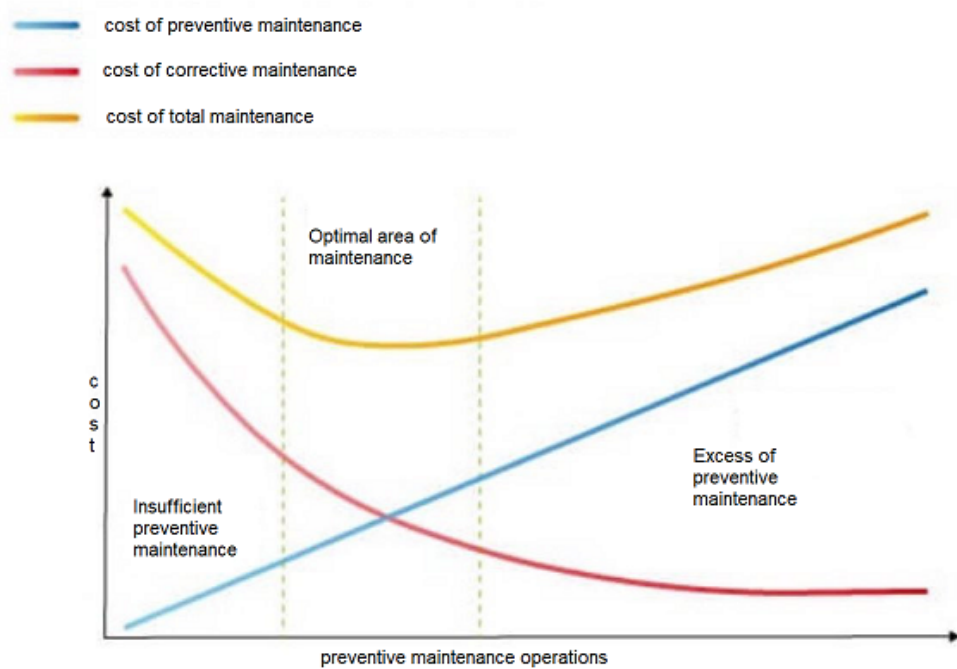 cost of preventive maintenance
cost of corrective maintenance
cost of total maintenance
Optimal area of
maintenance
c
o
s
t
Excess of
preventive
maintenance
Insufficient
preventive
maintenance
preventive maintenance operations